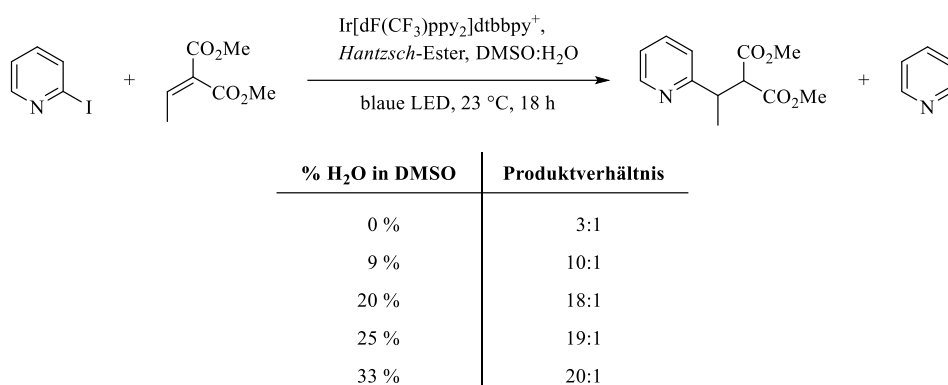 Ir[dF(CF₃)ppy₂]dtbbpy⁺,
Hantzsch-Ester, DMSO:H₂O
blaue LED, 23 °C, 18 h
N
I
+
CO₂Me
CO₂Me
N
CO₂Me
CO₂Me
+
N
% H₂O in DMSO Produktverhältnis
0 % 3:1
9 % 10:1
20 % 18:1
25 % 19:1
33 % 20:1